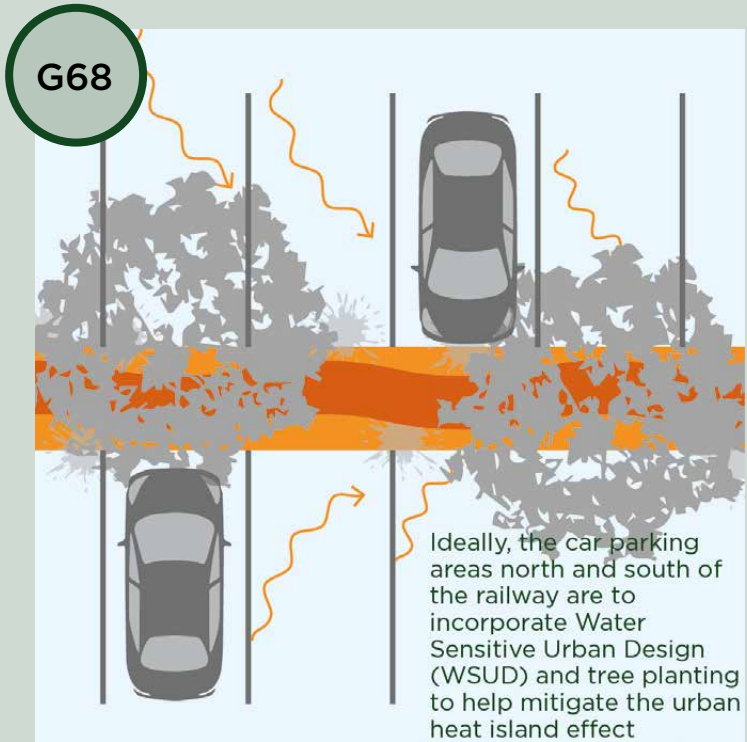 G68
Ideally, the car parking
areas north and south of
the railway are to
incorporate Water
Sensitive Urban Design
(WSUD) and tree planting
to help mitigate the urban
heat island effect